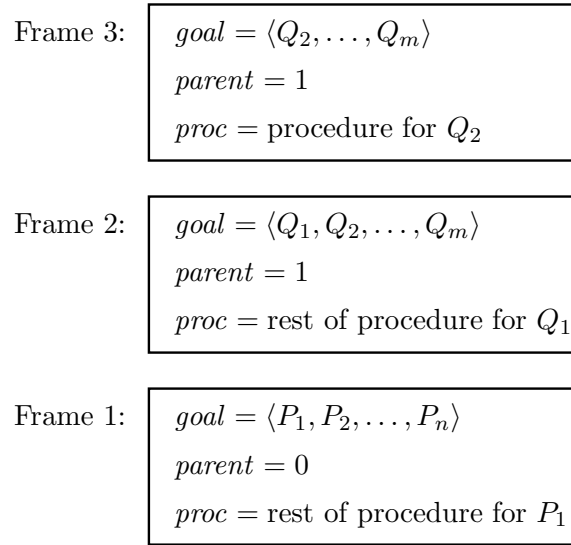 Frame 3: goal = ⟨Q₂, . . . , Qₘ⟩
parent = 1
proc = procedure for Q₂
Frame 2: goal = ⟨Q₁, Q₂, . . . , Qₘ⟩
parent = 1
proc = rest of procedure for Q₁
Frame 1: goal = ⟨P₁, P₂, . . . , Pₙ⟩
parent = 0
proc = rest of procedure for P₁